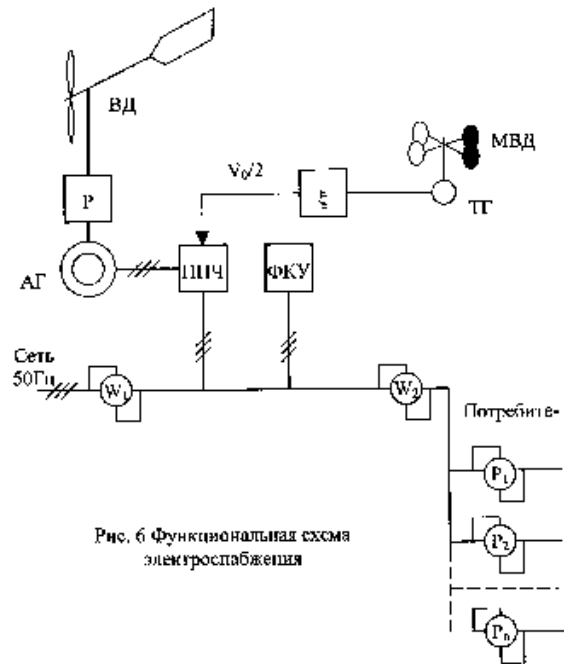 ВД
МВД
V₀/2
Р
ξ
ТГ
АГ
ППЧ
ФКУ
Сеть
50Гц
W₁
W₂
Потребите-
P₁
P₂
Pₙ
Рис. 6 Функциональная схема
электроснабжения